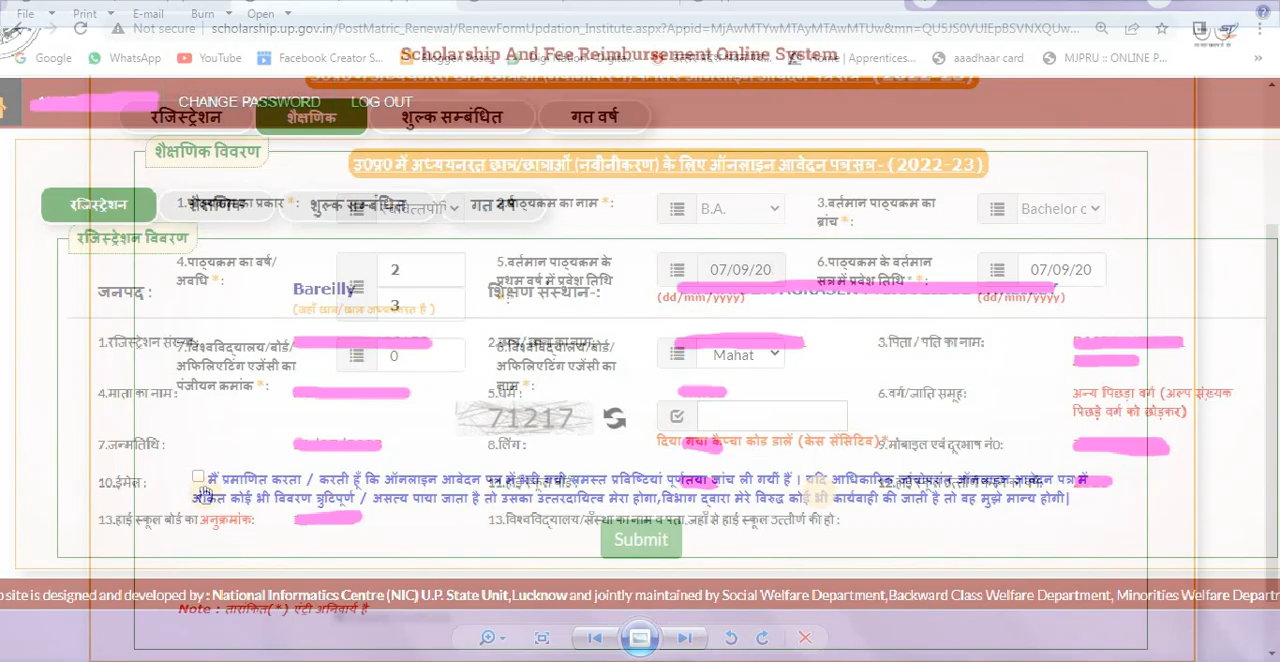 File Print E-mail Burn Open
Not secure scholarship.up.gov.in/PostMatric_Renewal/RenewFormUpdation_Institute.aspx?Appid=MjAwMTYwMTAyMTAwMTUw&mn=QU5JS0VUIEpBSVNXQUw...
Google WhatsApp YouTube Facebook Creator S... Home | Apprentices... aaadhaar card MJPRU :: ONLINE P...
Scholarship And Fee Reimbursement Online System
CHANGE PASSWORD LOG OUT
रजिस्ट्रेशन शैक्षणिक शुल्क सम्बंधित गत वर्ष
शैक्षणिक विवरण
उ०प्र० में अध्ययनरत छात्र/छात्राओं (नवीनीकरण) के लिए ऑनलाइन आवेदन पत्र सत्र- (2022-23)
रजिस्ट्रेशन शैक्षणिक शुल्क सम्बंधित गत वर्ष
B.A.
3.वर्तमान पाठ्यक्रम का ब्रांच *:
Bachelor c
रजिस्ट्रेशन विवरण
4.पाठ्यक्रम का वर्ष/ अवधि *:
2
3
5.वर्तमान पाठ्यक्रम के प्रथम वर्ष में प्रवेश तिथि
07/09/20
(dd/mm/yyyy)
6.पाठ्यक्रम के वर्तमान सत्र में प्रवेश तिथि *:
07/09/20
(dd/mm/yyyy)
जनपद :
Bareilly
(जहाँ छात्र/छात्रा अध्ययनरत है )
शिक्षण संस्थान :
1.रजिस्ट्रेशन
3.पिता / पति का नाम:
7.विश्वविद्यालय/बोर्ड/ अफिलिएटिंग एजेंसी का पंजीयन क्रमांक *:
0
अफिलिएटिंग एजेंसी का नाम *:
Mahat
4.माता का नाम:
5.धर्म:
6.वर्ग/जाति समूह:
अन्य पिछड़ा वर्ग (अल्प संख्यक पिछड़े वर्ग को छोड़कर)
71217
दिया गया कैप्चा कोड डालें (केस सेंसिटिव)*
7.जन्मतिथि:
8.लिंग:
9.मोबाइल एवं दूरभाष नं0:
10.ईमेल:
मैं प्रमाणित करता / करती हूँ कि ऑनलाइन आवेदन पत्र में भरी गयी समस्त प्रविष्टियां पूर्णतया जांच ली गयीं हैं | यदि आधिकारिक जांचोपरांत ऑनलाइन आवेदन पत्र में
अंकित कोई भी विवरण त्रुटिपूर्ण / असत्य पाया जाता है तो उसका उत्तरदायित्व मेरा होगा,विभाग द्वारा मेरे विरुद्ध कोई भी कार्यवाही की जाती है तो वह मुझे मान्य होगी|
13.हाई स्कूल बोर्ड का अनुक्रमांक:
13.विश्वविद्यालय/संस्था का नाम व पता,जहाँ से हाई स्कूल उत्तीर्ण की हो :
Submit
site is designed and developed by : National Informatics Centre (NIC) U.P. State Unit,Lucknow and jointly maintained by Social Welfare Department,Backward Class Welfare Department, Minorities Welfare
Note : तारांकित(*) एंट्री अनिवार्य है